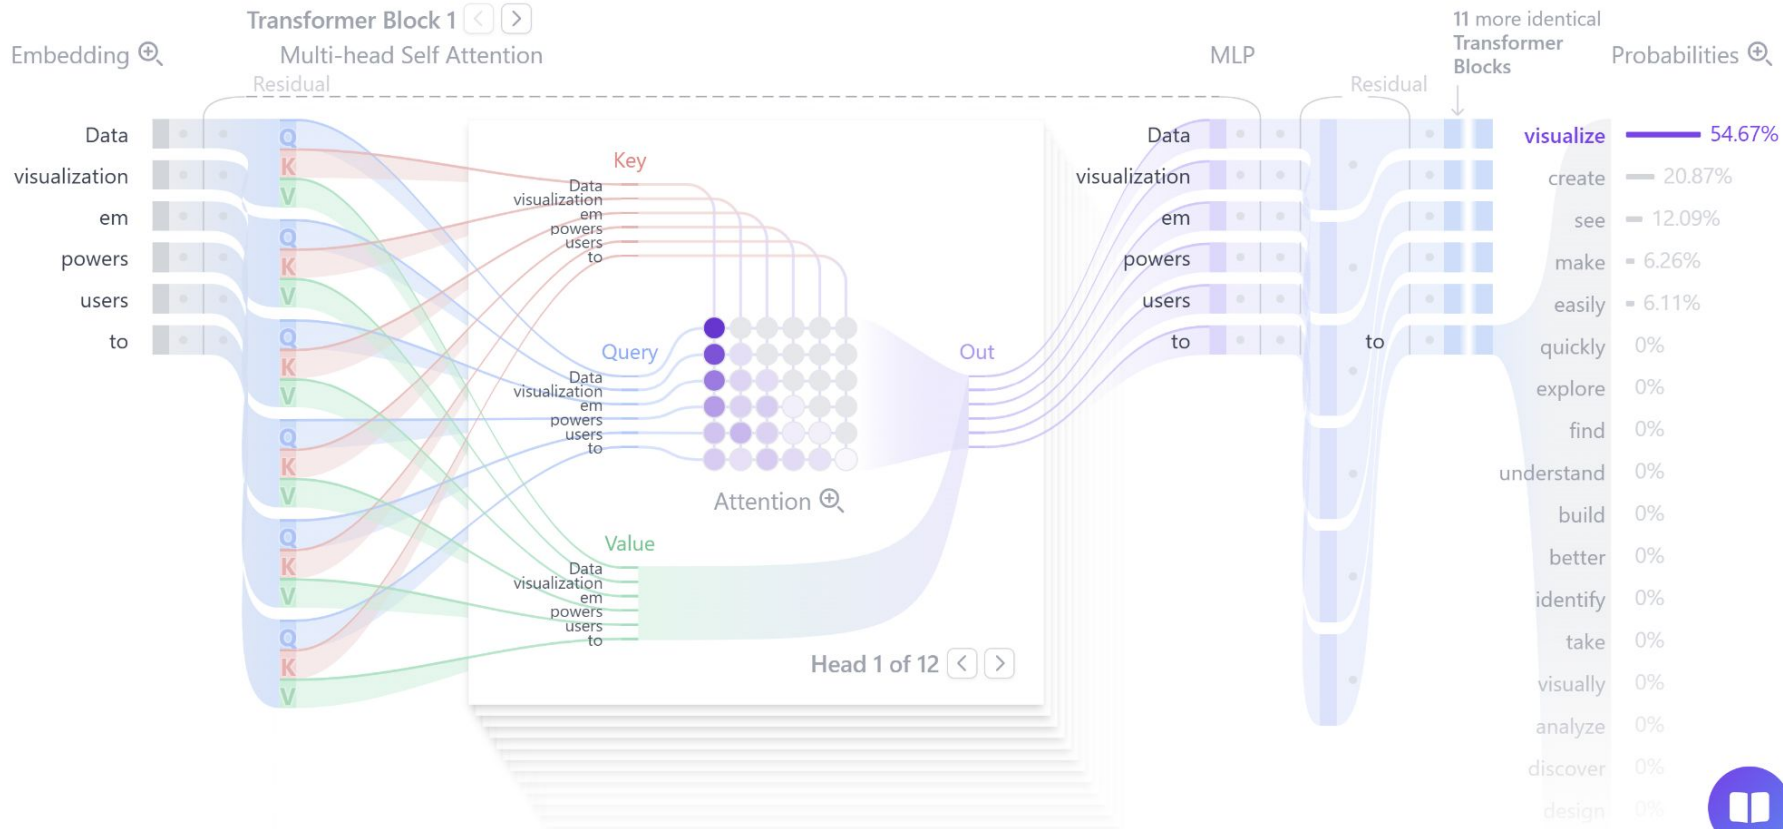 Transformer Block 1
Embedding
Multi-head Self Attention
Residual
MLP
Residual
11 more identical
Transformer
Blocks
Probabilities
Data
visualization
em
powers
users
to
Q
K
V
Q
K
V
Q
K
V
Q
K
V
Q
K
V
Q
K
V
Key
Data
visualization
em
powers
users
to
Query
Data
visualization
em
powers
users
to
Attention
Value
Data
visualization
em
powers
users
to
Out
Head 1 of 12
Data
visualization
em
powers
users
to
to
visualize 54.67%
create 20.87%
see 12.09%
make 6.26%
easily 6.11%
quickly 0%
explore 0%
find 0%
understand 0%
build 0%
better 0%
identify 0%
take 0%
visually 0%
analyze 0%
discover 0%
design 0%